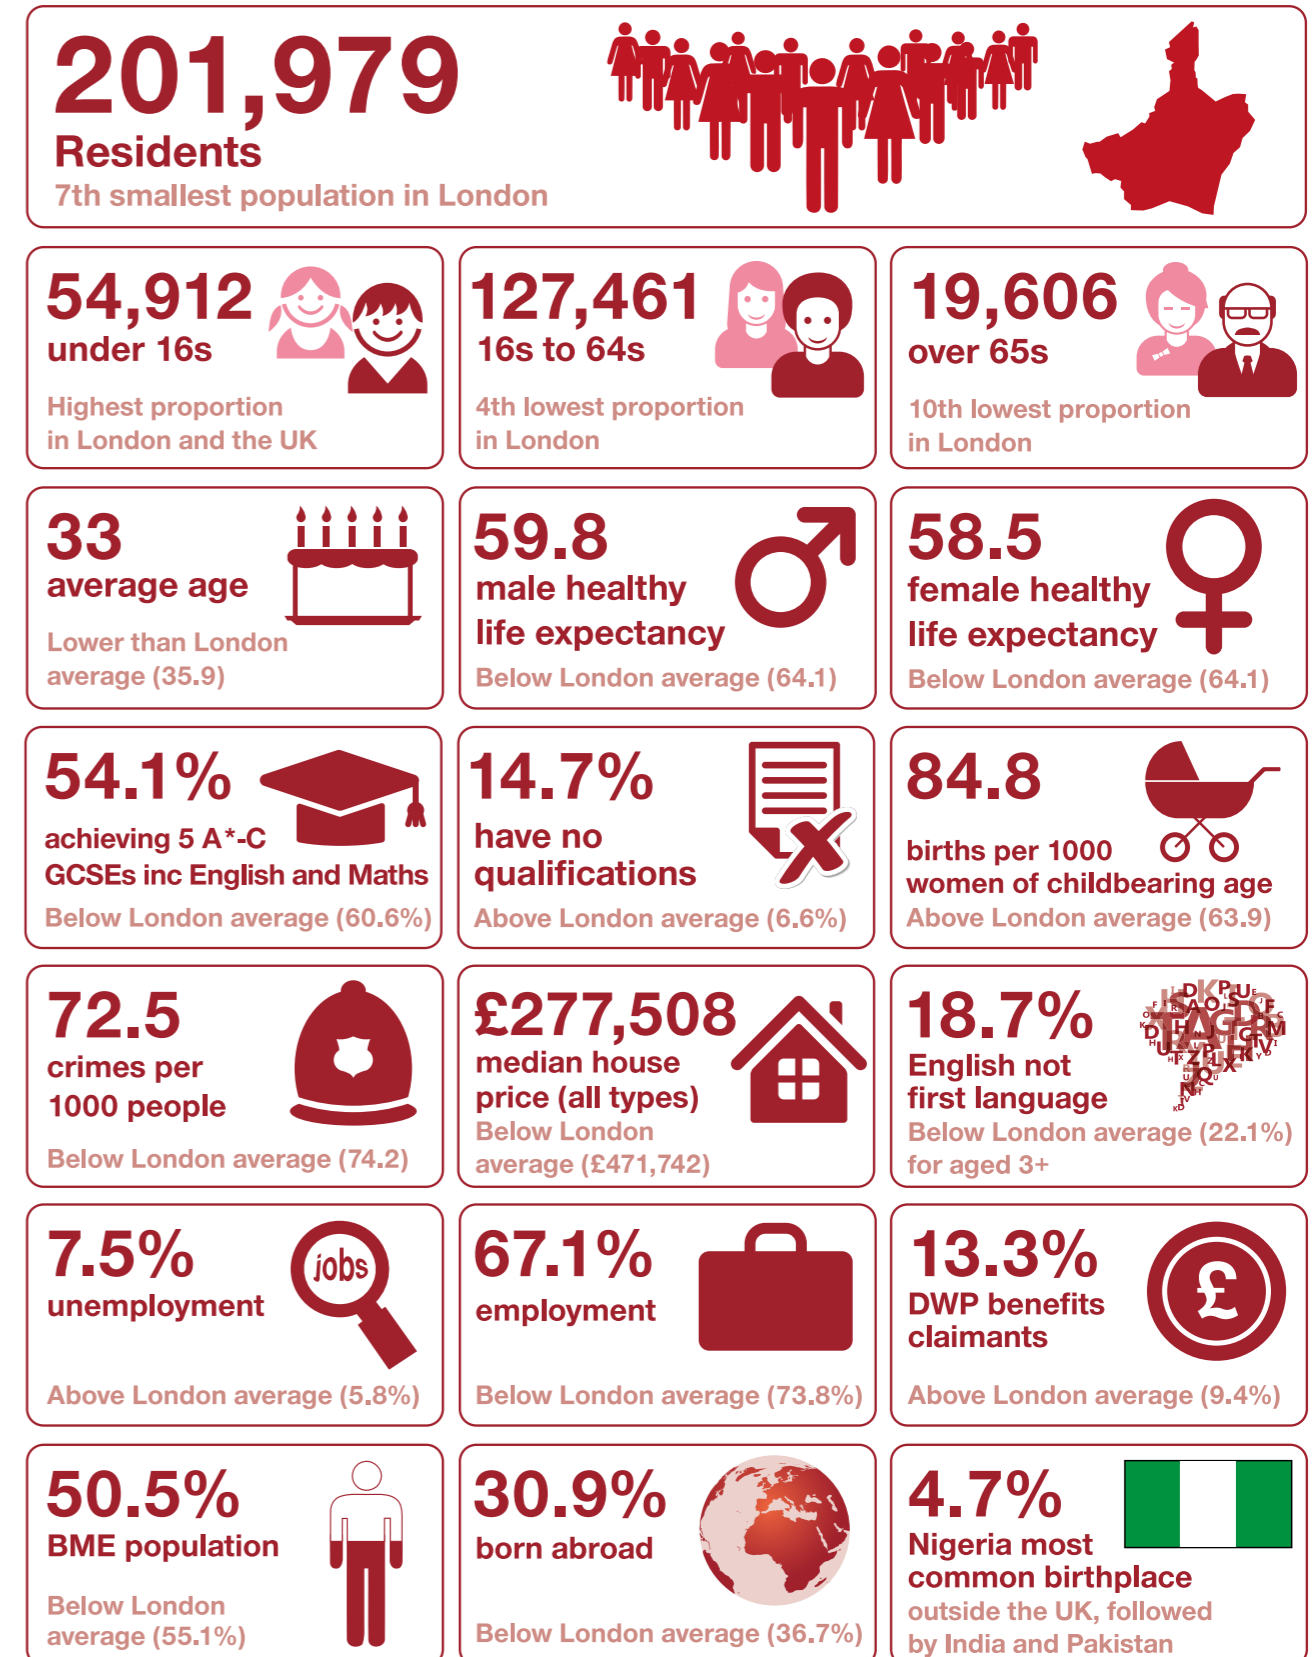 201,979
Residents
7th smallest population in London
54,912
under 16s
Highest proportion
in London and the UK
127,461
16s to 64s
4th lowest proportion
in London
19,606
over 65s
10th lowest proportion
in London
33
average age
Lower than London
average (35.9)
59.8
male healthy
life expectancy
Below London average (64.1)
58.5
female healthy
life expectancy
Below London average (64.1)
54.1%
achieving 5 A*-C
GCSEs inc English and Maths
Below London average (60.6%)
14.7%
have no
qualifications
Above London average (6.6%)
84.8
births per 1000
women of childbearing age
Above London average (63.9)
72.5
crimes per
1000 people
Below London average (74.2)
£277,508
median house
price (all types)
Below London
average (£471,742)
18.7%
English not
first language
Below London average (22.1%)
for aged 3+
7.5%
unemployment
jobs
Above London average (5.8%)
67.1%
employment
Below London average (73.8%)
13.3%
DWP benefits
claimants
£
Above London average (9.4%)
50.5%
BME population
Below London
average (55.1%)
30.9%
born abroad
Below London average (36.7%)
4.7%
Nigeria most
common birthplace
outside the UK, followed
by India and Pakistan